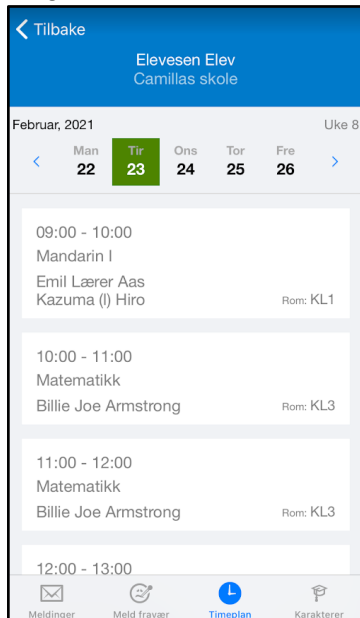 Tilbake
Elevesen Elev
Camillas skole
Februar, 2021 Uke 8
Man Tir Ons Tor Fre
22 23 24 25 26
09:00 - 10:00
Mandarin I
Emil Lærer Aas
Kazuma (l) Hiro Rom: KL1
10:00 - 11:00
Matematikk
Billie Joe Armstrong Rom: KL3
11:00 - 12:00
Matematikk
Billie Joe Armstrong Rom: KL3
12:00 - 13:00
Meldinger Meld fravær Timeplan Karakterer